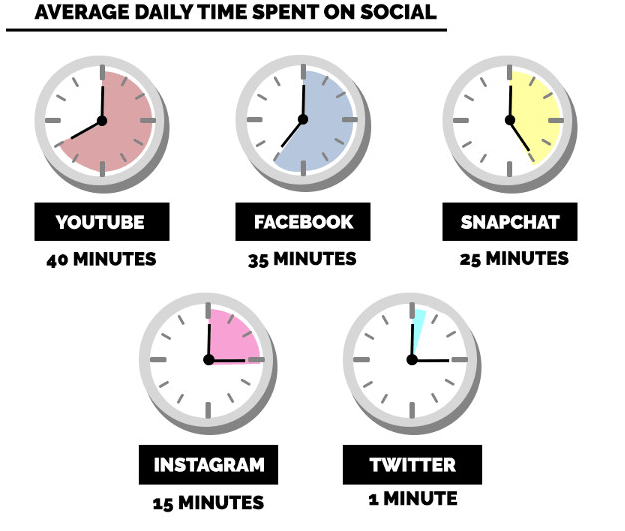 AVERAGE DAILY TIME SPENT ON SOCIAL
YOUTUBE
40 MINUTES
FACEBOOK
35 MINUTES
SNAPCHAT
25 MINUTES
INSTAGRAM
15 MINUTES
TWITTER
1 MINUTE